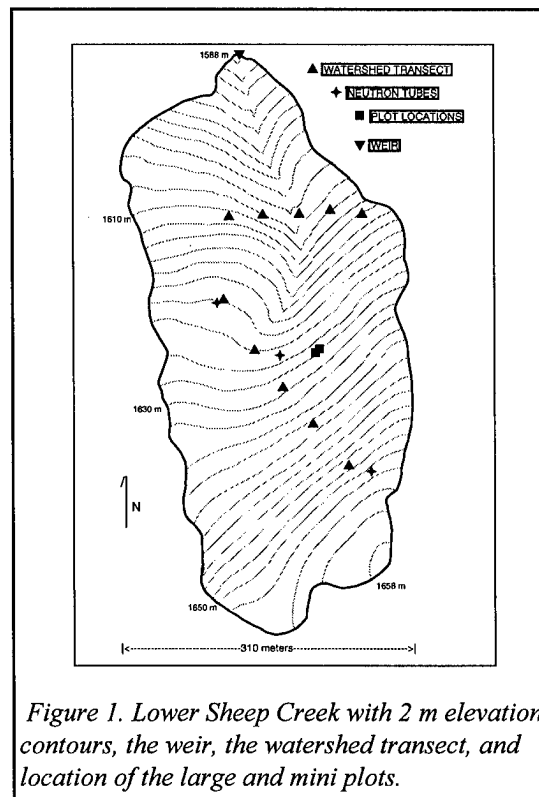 1588 m
WATERSHED TRANSECT
NEUTRON TUBES
PLOT LOCATIONS
WEIR
1610 m
1630 m
N
1650 m
1658 m
310 meters
Figure 1. Lower Sheep Creek with 2 m elevation
contours, the weir, the watershed transect, and
location of the large and mini plots.